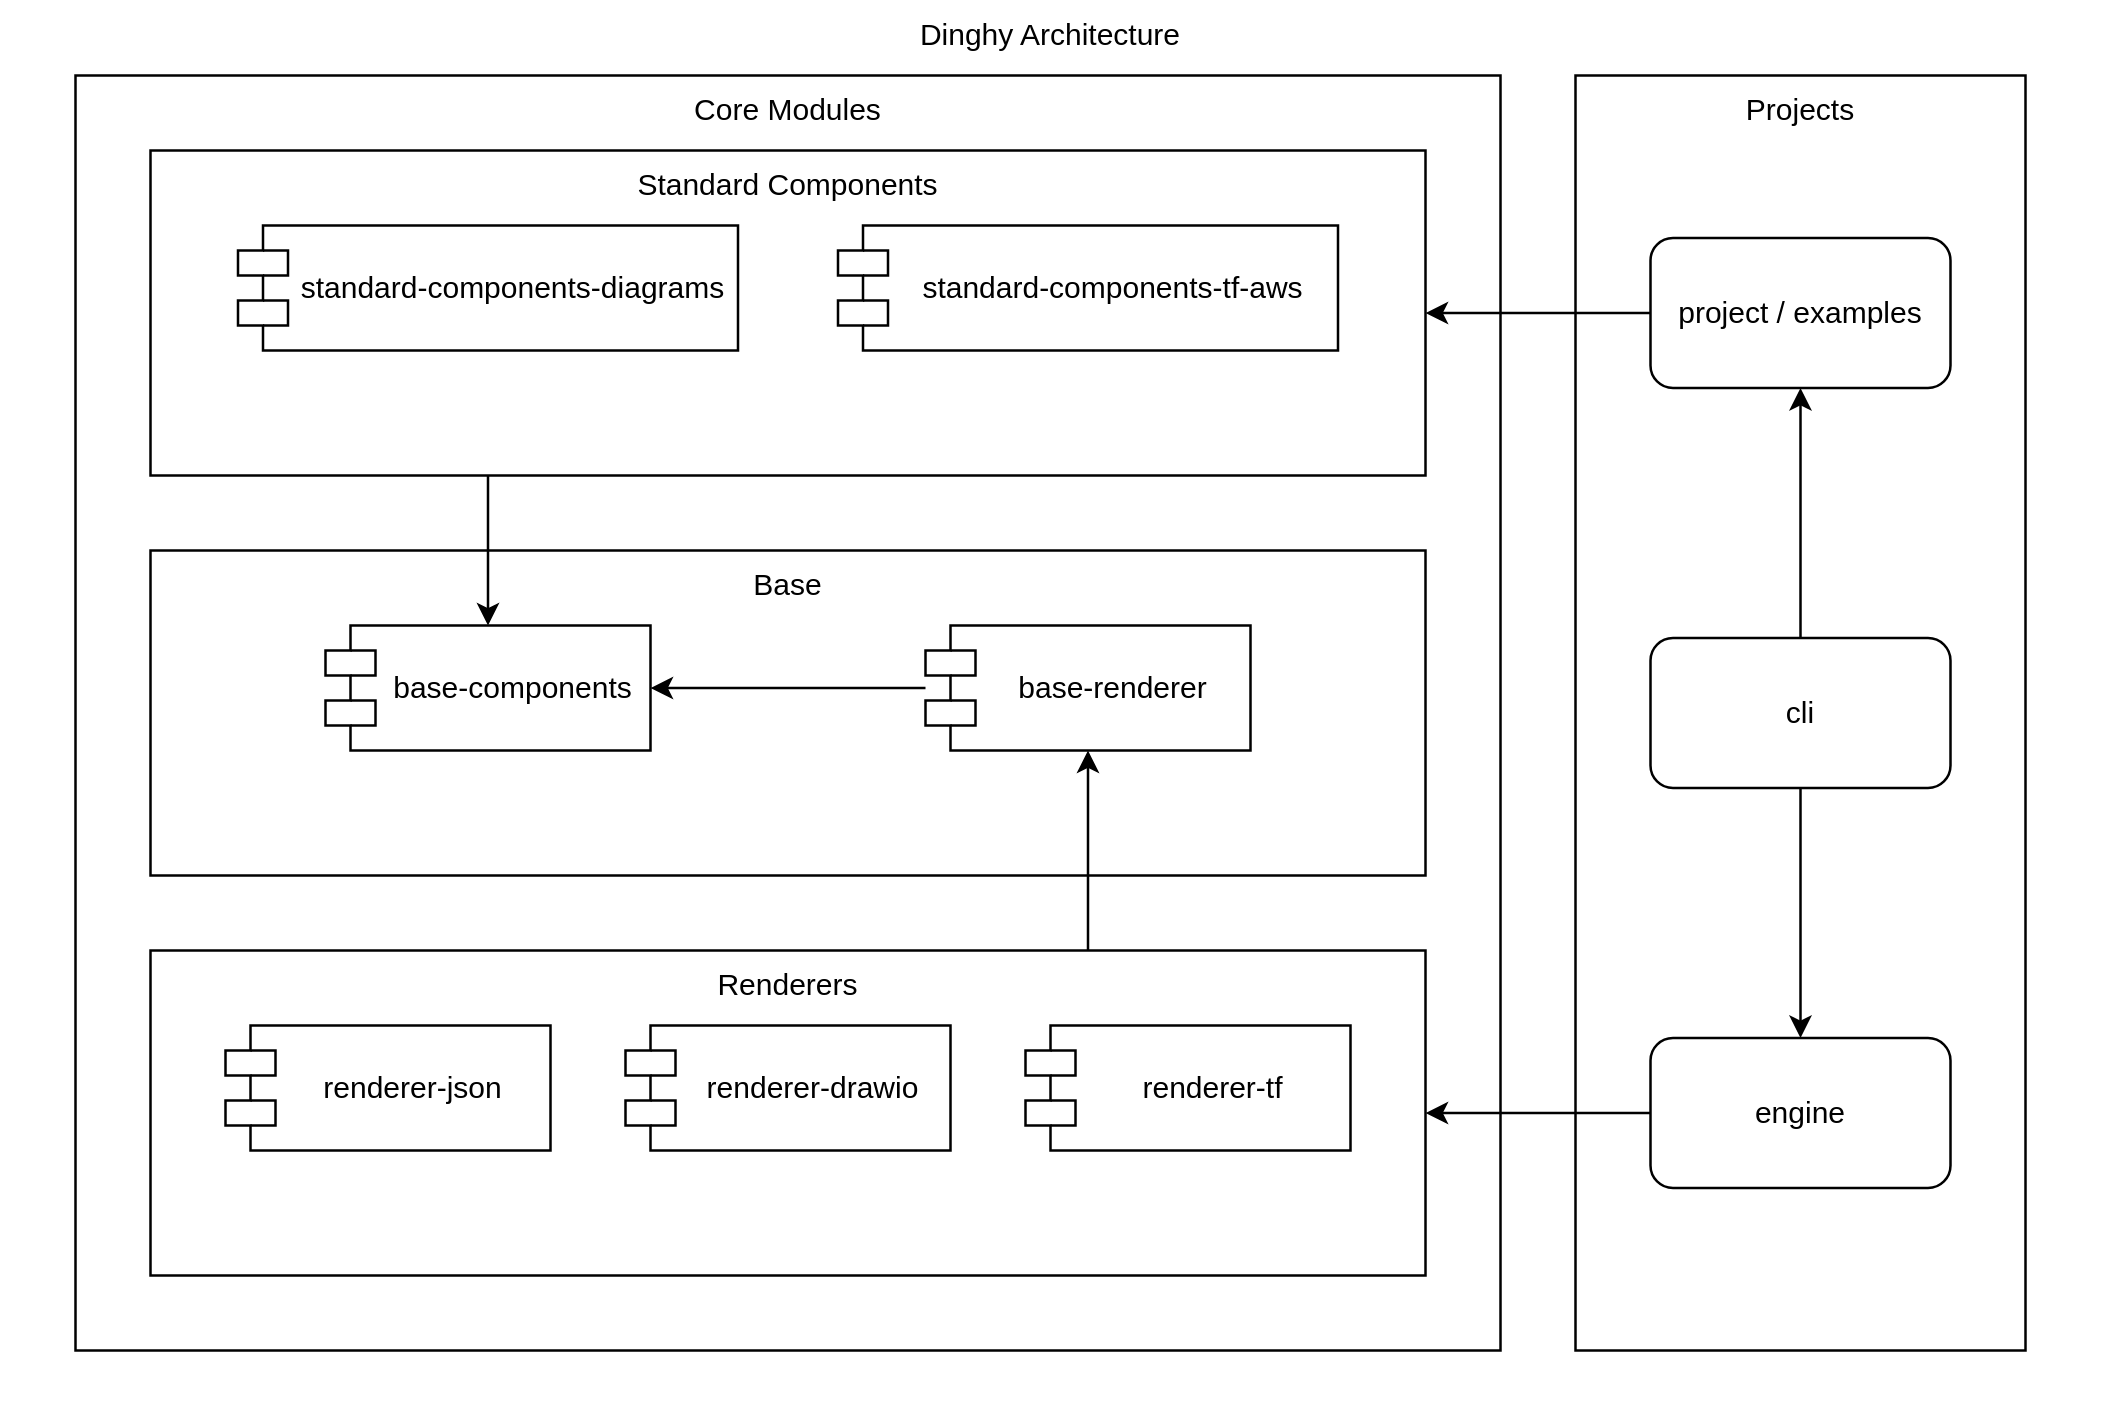 Dinghy Architecture
Core Modules
Standard Components
standard-components-diagrams
standard-components-tf-aws
Base
base-components
base-renderer
Renderers
renderer-json
renderer-drawio
renderer-tf
Projects
project / examples
cli
engine